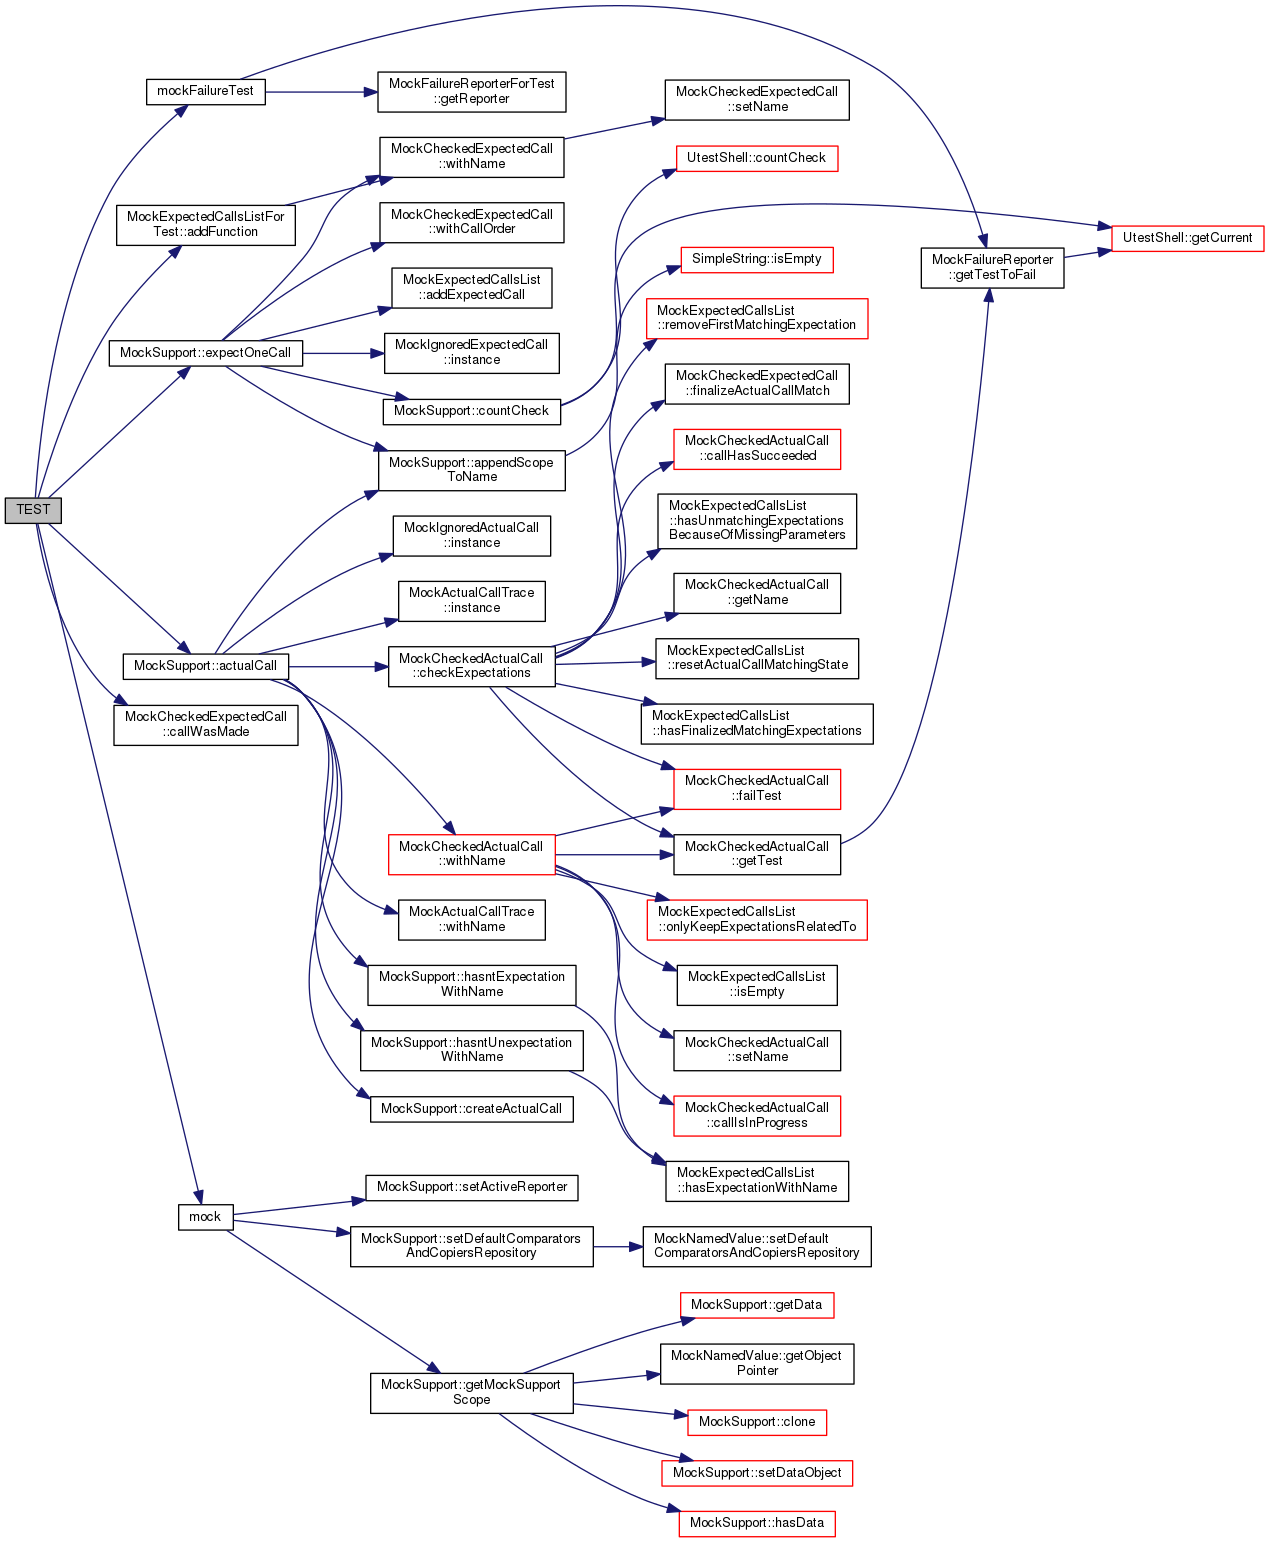 mockFailureTest
MockFailureReporterForTest
::getReporter
MockCheckedExpectedCall
::setName
MockCheckedExpectedCall
::withName
UtestShell::countCheck
MockExpectedCallsListFor
Test::addFunction
MockCheckedExpectedCall
::withCallOrder
UtestShell::getCurrent
MockFailureReporter
::getTestToFail
SimpleString::isEmpty
MockExpectedCallsList
::addExpectedCall
MockExpectedCallsList
::removeFirstMatchingExpectation
MockSupport::expectOneCall
MockIgnoredExpectedCall
::instance
MockCheckedExpectedCall
::finalizeActualCallMatch
MockSupport::countCheck
MockSupport::appendScope
ToName
MockCheckedActualCall
::callHasSucceeded
TEST
MockIgnoredActualCall
::instance
MockExpectedCallsList
::hasUnmatchingExpectations
BecauseOfMissingParameters
MockActualCallTrace
::instance
MockCheckedActualCall
::getName
MockSupport::actualCall
MockCheckedActualCall
::checkExpectations
MockExpectedCallsList
::resetActualCallMatchingState
MockCheckedExpectedCall
::callWasMade
MockExpectedCallsList
::hasFinalizedMatchingExpectations
MockCheckedActualCall
::failTest
MockCheckedActualCall
::withName
MockCheckedActualCall
::getTest
MockActualCallTrace
::withName
MockExpectedCallsList
::onlyKeepExpectationsRelatedTo
MockSupport::hasntExpectation
WithName
MockExpectedCallsList
::isEmpty
MockSupport::hasntUnexpectation
WithName
MockCheckedActualCall
::setName
MockSupport::createActualCall
MockCheckedActualCall
::callIsInProgress
MockExpectedCallsList
::hasExpectationWithName
mock
MockSupport::setActiveReporter
MockSupport::setDefaultComparators
AndCopiersRepository
MockNamedValue::setDefault
ComparatorsAndCopiersRepository
MockSupport::getData
MockSupport::getMockSupport
Scope
MockNamedValue::getObject
Pointer
MockSupport::clone
MockSupport::setDataObject
MockSupport::hasData